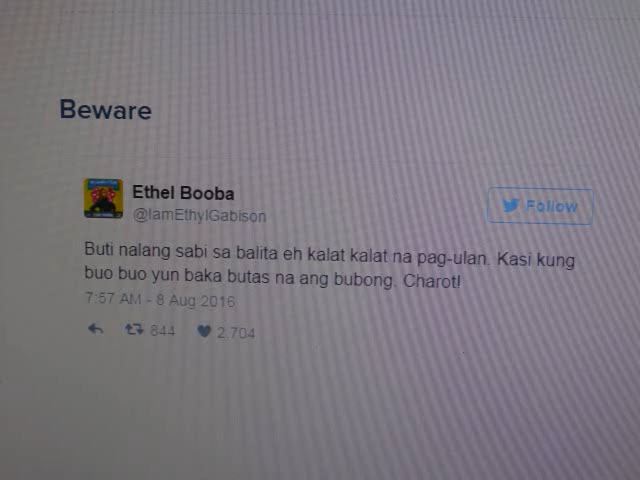 Beware
Ethel Booba
@IamEthylGabison
Follow
Buti nalang sabi sa balita eh kalat kalat na pag-ulan. Kasi kung
buo buo yun baka butas na ang bubong. Charot!
7:57 AM - 8 Aug 2016
844 2,704